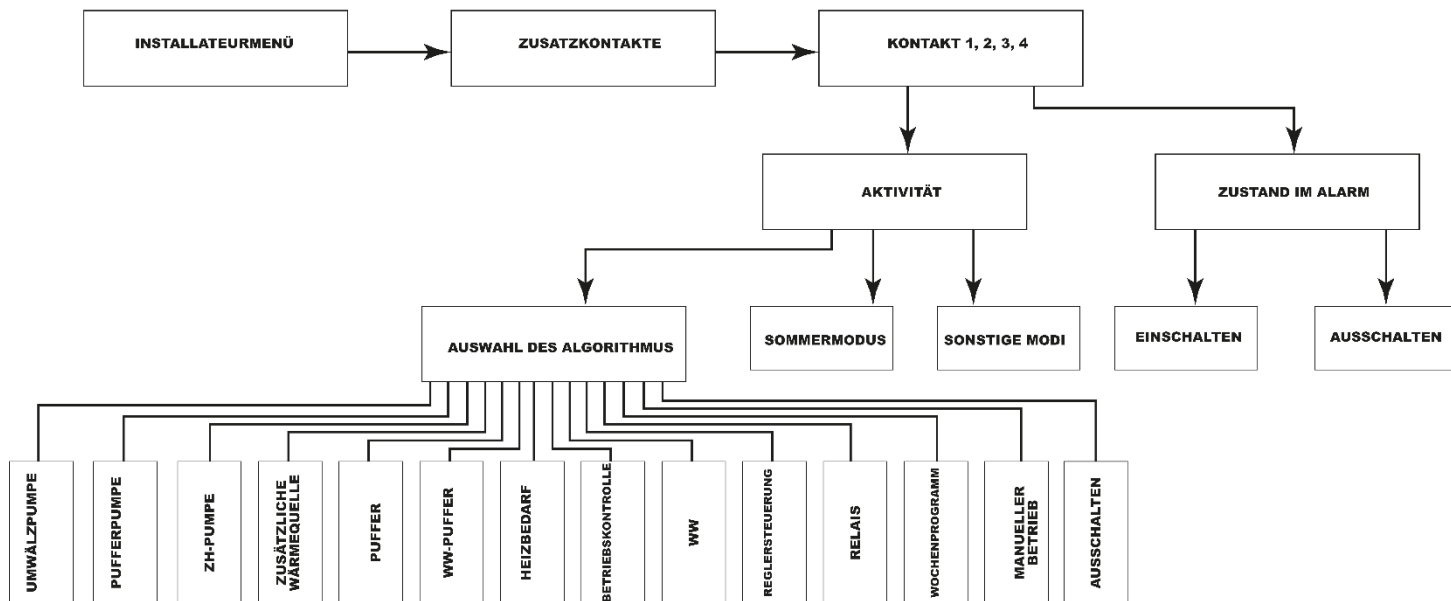 INSTALLATEURMENÜ
ZUSATZKONTAKTE
KONTAKT 1, 2, 3, 4
AKTIVITÄT
ZUSTAND IM ALARM
AUSWAHL DES ALGORITHMUS
SOMMERMODUS
SONSTIGE MODI
EINSCHALTEN
AUSSCHALTEN
UMWÄLZPUMPE
PUFFERPUMPE
ZH-PUMPE
ZUSÄTZLICHE
WÄRMEQUELLE
PUFFER
WW-PUFFER
HEIZBEDARF
BETRIEBSKONTROLLE
WW
REGLERSTEUERUNG
RELAIS
WOCHENPROGRAMM
MANUELLER
BETRIEB
AUSSCHALTEN